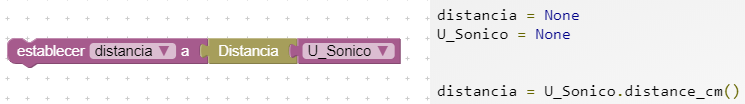 establecer distancia ▼ a Distancia U_Sonico ▼
distancia = None
U_Sonico = None
distancia = U_Sonico.distance_cm()